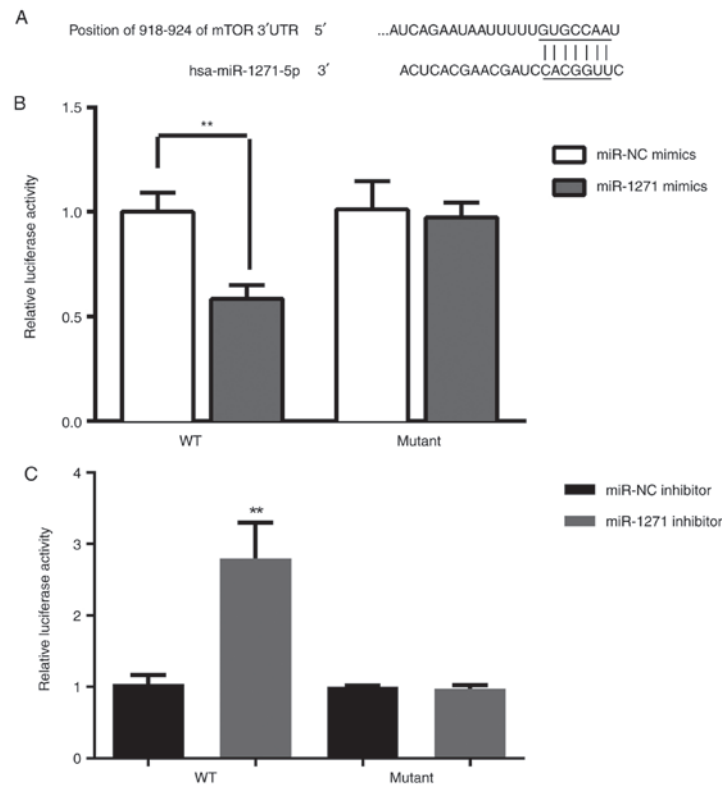 A
Position of 918-924 of mTOR 3′UTR 5′ ...AUCAGAAUAAUUUUUGUGCCAAU
hsa-miR-1271-5p 3′ ACUCACGAACGAUCCACGGUUC
B
Relative luciferase activity
1.5
1.0
0.5
0.0
**
WT
Mutant
miR-NC mimics
miR-1271 mimics
C
Relative luciferase activity
4
3
2
1
0
**
WT
Mutant
miR-NC inhibitor
miR-1271 inhibitor